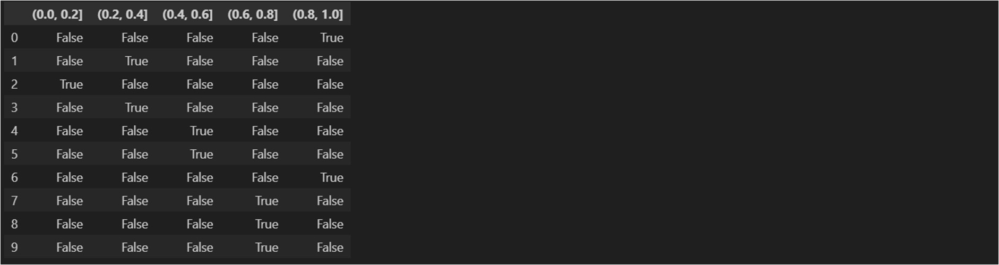 (0.0, 0.2] (0.2, 0.4] (0.4, 0.6] (0.6, 0.8] (0.8, 1.0]
0 False False False False True
1 False True False False False
2 True False False False False
3 False True False False False
4 False False True False False
5 False False True False False
6 False False False False True
7 False False False True False
8 False False False True False
9 False False False True False